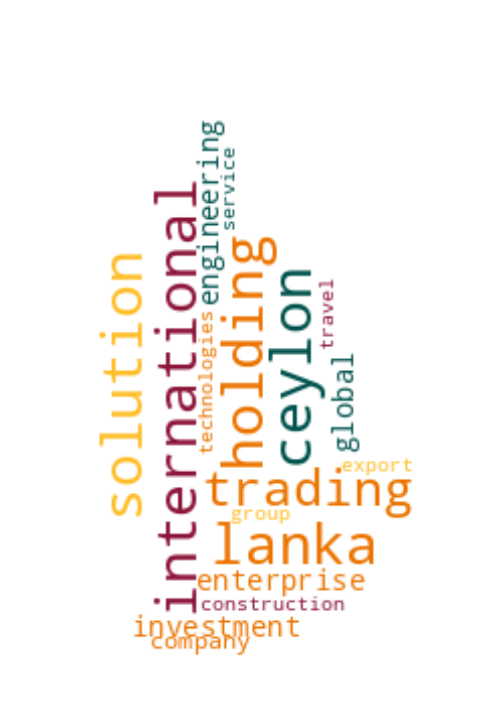 engineering
service
international
solution
holding
ceylon
travel
technologies
global
export
trading
group
lanka
enterprise
construction
investment
company